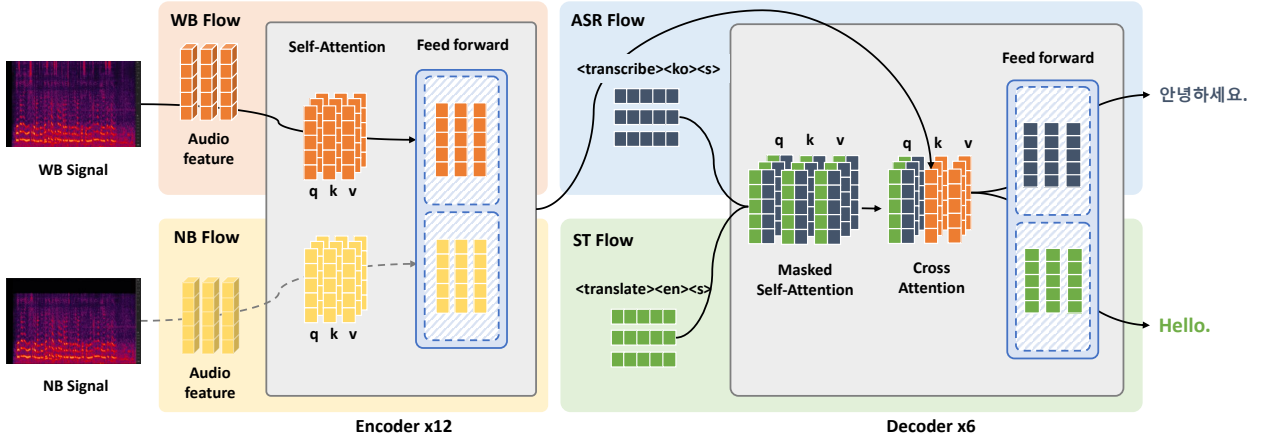 WB Flow
Self-Attention
Feed forward
Audio
feature
q k v
WB Signal
NB Flow
q k v
Audio
feature
NB Signal
Encoder x12
ASR Flow
<transcribe><ko><s>
Feed forward
q k v
q k v
ST Flow
Masked
Self-Attention
Cross
Attention
<translate><en><s>
안녕하세요.
Hello.
Decoder x6